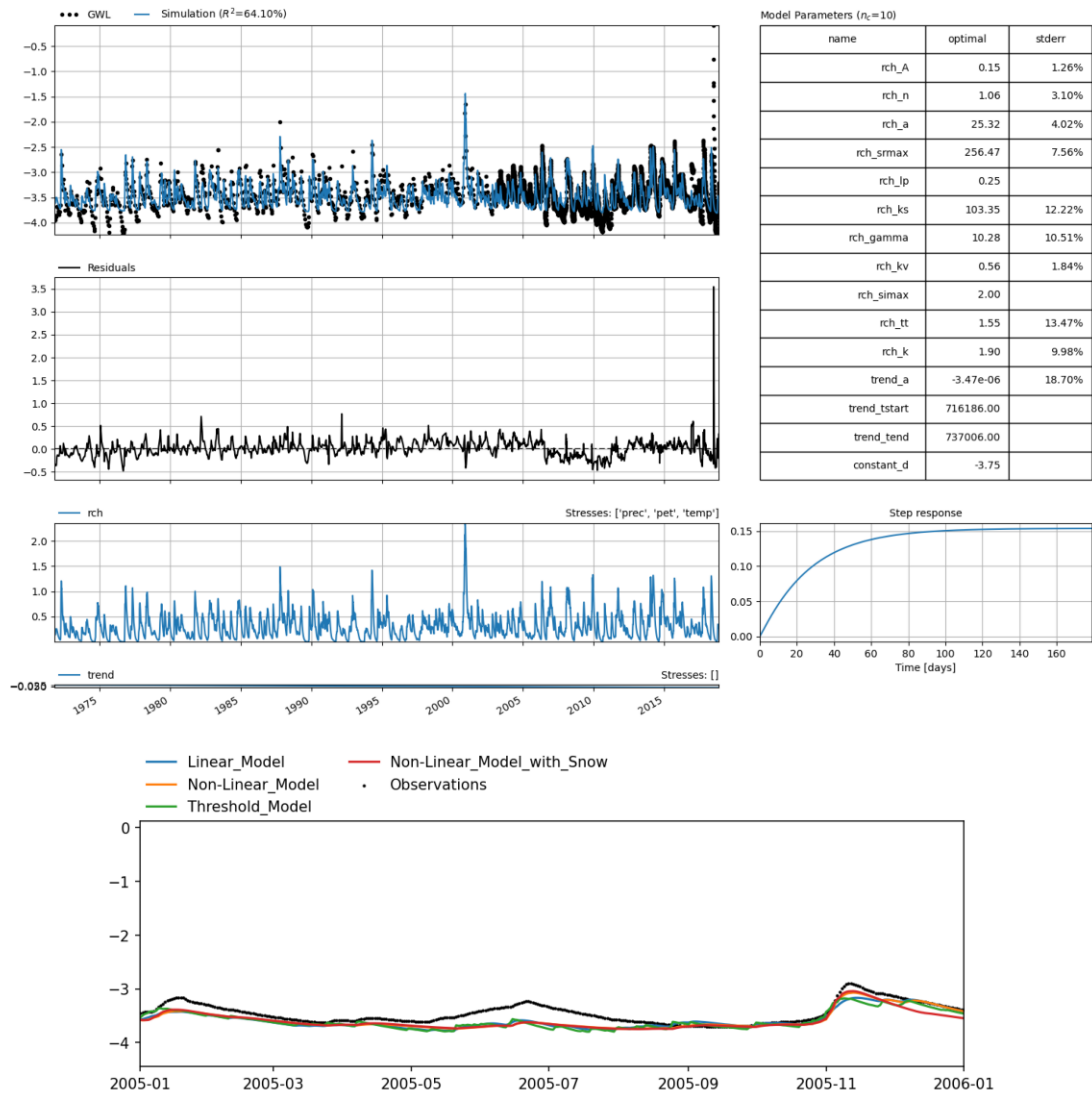 GWL Simulation (R²=64.10%)
−0.5
−1.0
−1.5
−2.0
−2.5
−3.0
−3.5
−4.0
Residuals
3.5
3.0
2.5
2.0
1.5
1.0
0.5
0.0
−0.5
rch Stresses: ['prec', 'pet', 'temp']
2.0
1.5
1.0
0.5
trend Stresses: []
1975 1980 1985 1990 1995 2000 2005 2010 2015
Model Parameters (nc=10)
name optimal stderr
rch_A 0.15 1.26%
rch_n 1.06 3.10%
rch_a 25.32 4.02%
rch_srmax 256.47 7.56%
rch_lp 0.25
rch_ks 103.35 12.22%
rch_gamma 10.28 10.51%
rch_kv 0.56 1.84%
rch_simax 2.00
rch_tt 1.55 13.47%
rch_k 1.90 9.98%
trend_a -3.47e-06 18.70%
trend_tstart 716186.00
trend_tend 737006.00
constant_d -3.75
Step response
0.15
0.10
0.05
0.00
0 20 40 60 80 100 120 140 160
Time [days]
Linear_Model Non-Linear_Model_with_Snow
Non-Linear_Model Observations
Threshold_Model
0
−1
−2
−3
−4
2005-01 2005-03 2005-05 2005-07 2005-09 2005-11 2006-01